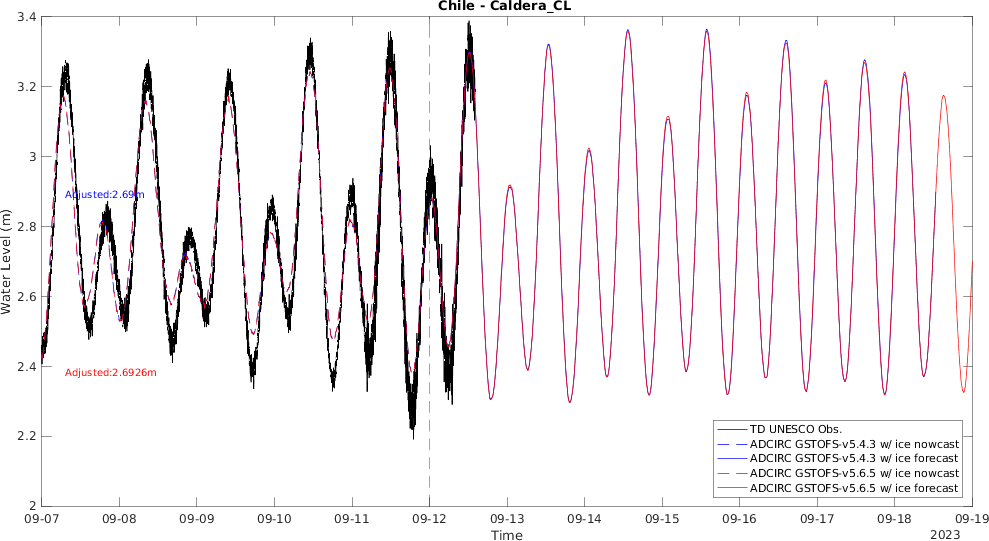 Chile - Caldera_CL
3.4
3.2
3
2.8
2.6
2.4
2.2
2
Water Level (m)
Adjusted:2.69m
Adjusted:2.6926m
TD UNESCO Obs.
ADCIRC GSTOFS-v5.4.3 w/ ice nowcast
ADCIRC GSTOFS-v5.4.3 w/ ice forecast
ADCIRC GSTOFS-v5.6.5 w/ ice nowcast
ADCIRC GSTOFS-v5.6.5 w/ ice forecast
09-07 09-08 09-09 09-10 09-11 09-12 09-13 09-14 09-15 09-16 09-17 09-18 09-19
Time
2023